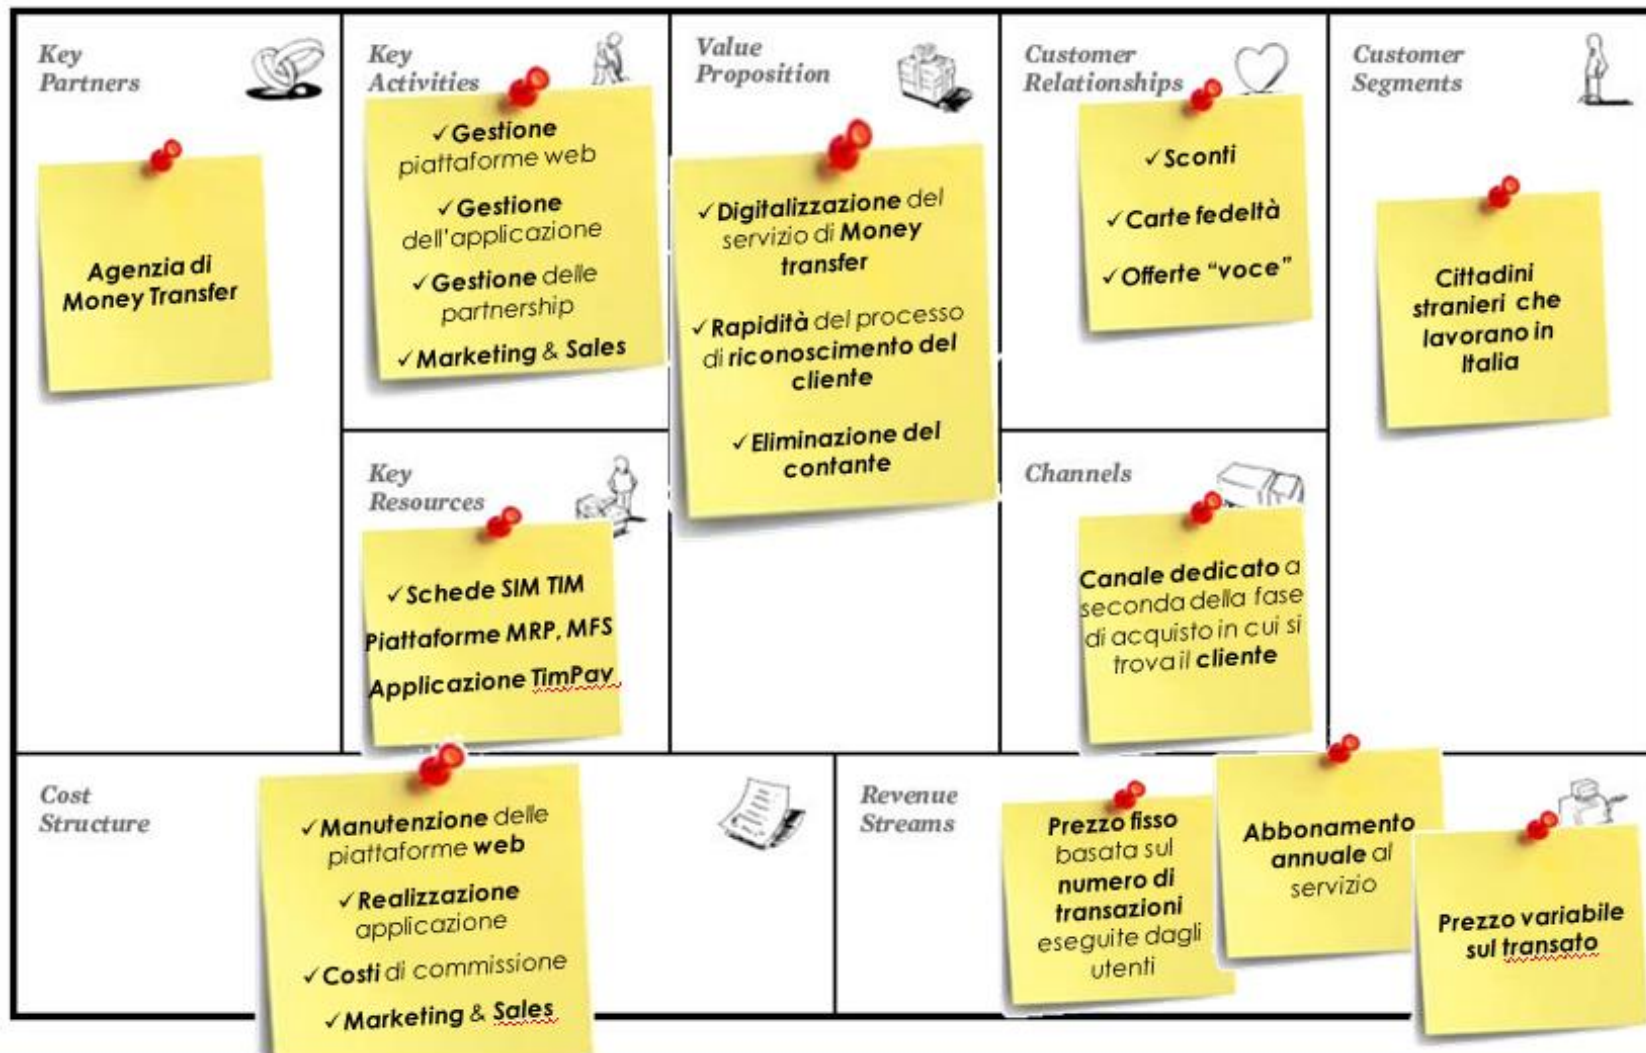 Key
Partners
Agenzia di
Money Transfer
Key
Activities
✓Gestione
piattaforme web
✓Gestione
dell'applicazione
✓Gestione delle
partnership
✓Marketing & Sales
Key
Resources
✓Schede SIM TIM
Piattaforme MRP, MFS
Applicazione TimPay
Value
Proposition
✓Digitalizzazione del
servizio di Money
transfer
✓Rapidità del processo
di riconoscimento del
cliente
✓Eliminazione del
contante
Customer
Relationships
✓Sconti
✓Carte fedeltà
✓Offerte "voce"
Channels
Canale dedicato a
seconda della fase
di acquisto in cui si
trova il cliente
Customer
Segments
Cittadini
stranieri che
lavorano in
Italia
Cost
Structure
✓Manutenzione delle
piattaforme web
✓Realizzazione
applicazione
✓Costi di commissione
✓Marketing & Sales
Revenue
Streams
Prezzo fisso
basata sul
numero di
transazioni
eseguite dagli
utenti
Abbonamento
annuale al
servizio
Prezzo variabile
sul transato